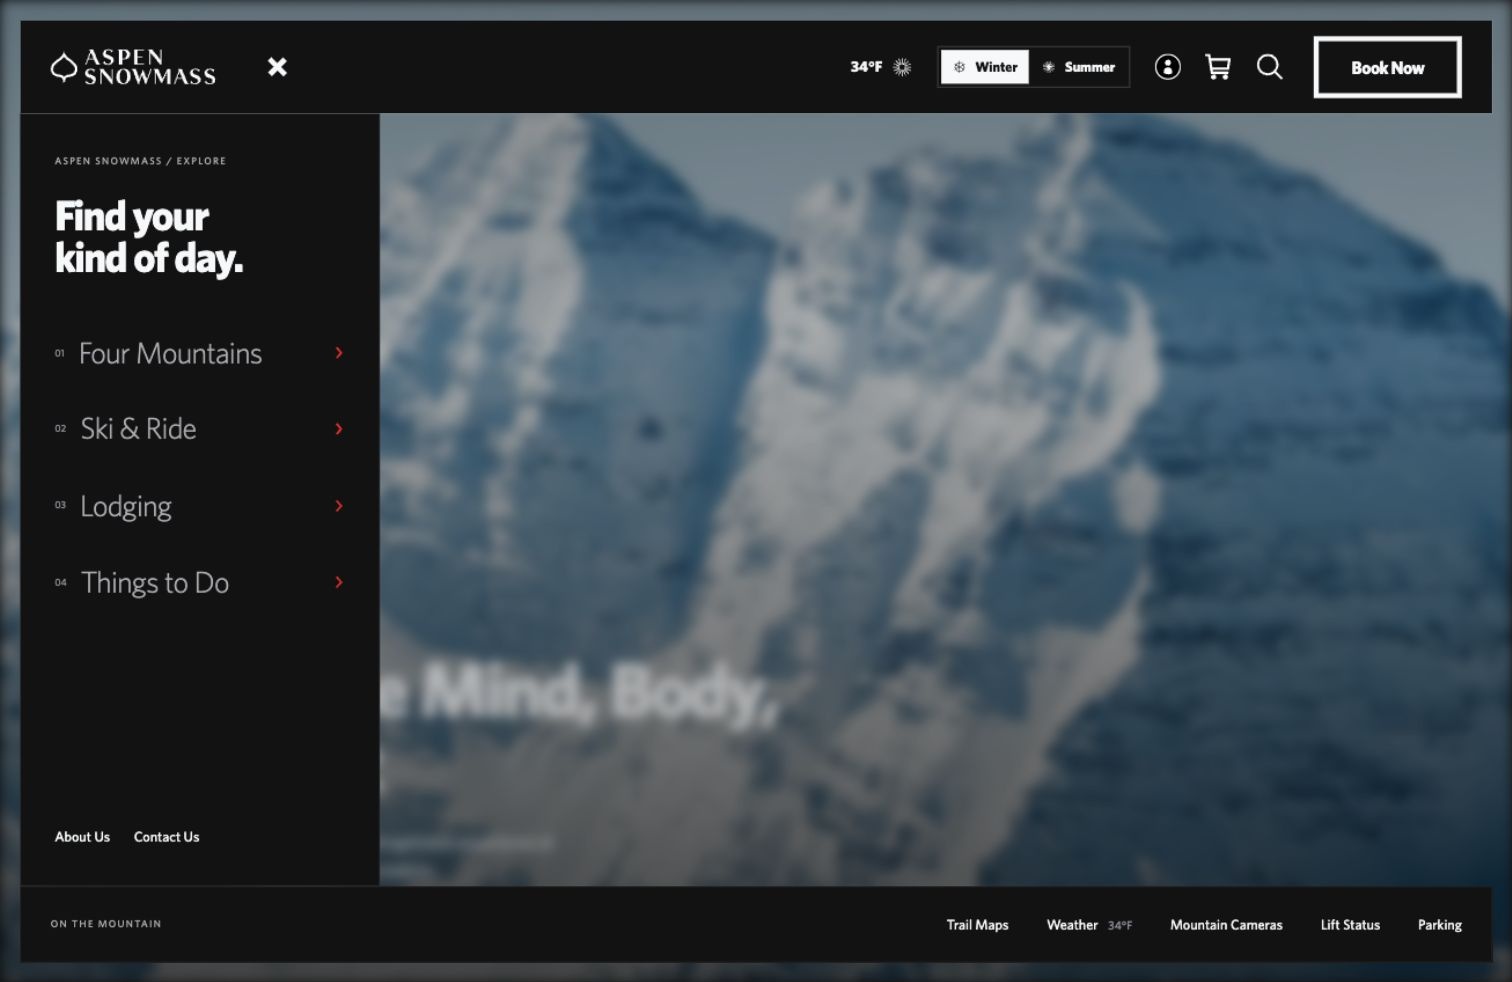 ASPEN
SNOWMASS
34°F
Winter
Summer
Book Now
ASPEN SNOWMASS / EXPLORE
Find your
kind of day.
01 Four Mountains
02 Ski & Ride
03 Lodging
04 Things to Do
Mind, Body,
About Us
Contact Us
ON THE MOUNTAIN
Trail Maps
Weather 34°F
Mountain Cameras
Lift Status
Parking